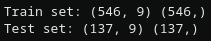 Train set: (546, 9) (546,)
Test set: (137, 9) (137,)